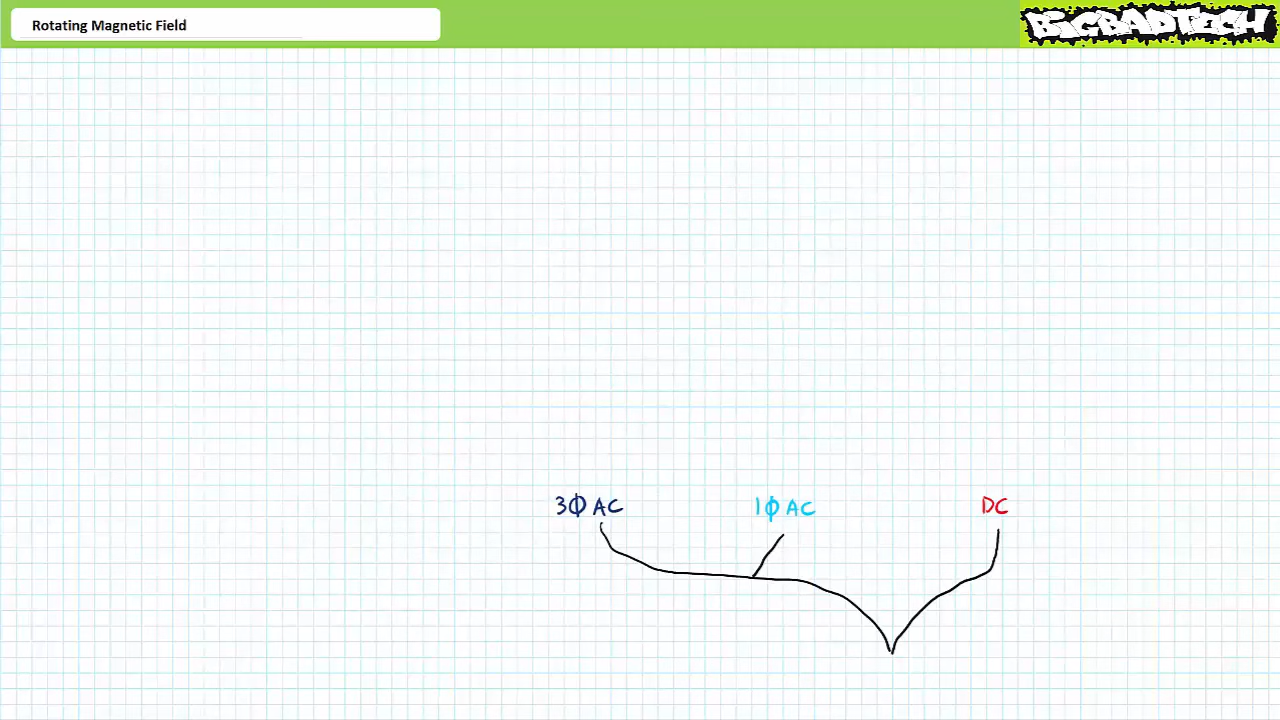 Rotating Magnetic Field
BIGBADTECH
3Φ AC
1Φ AC
DC